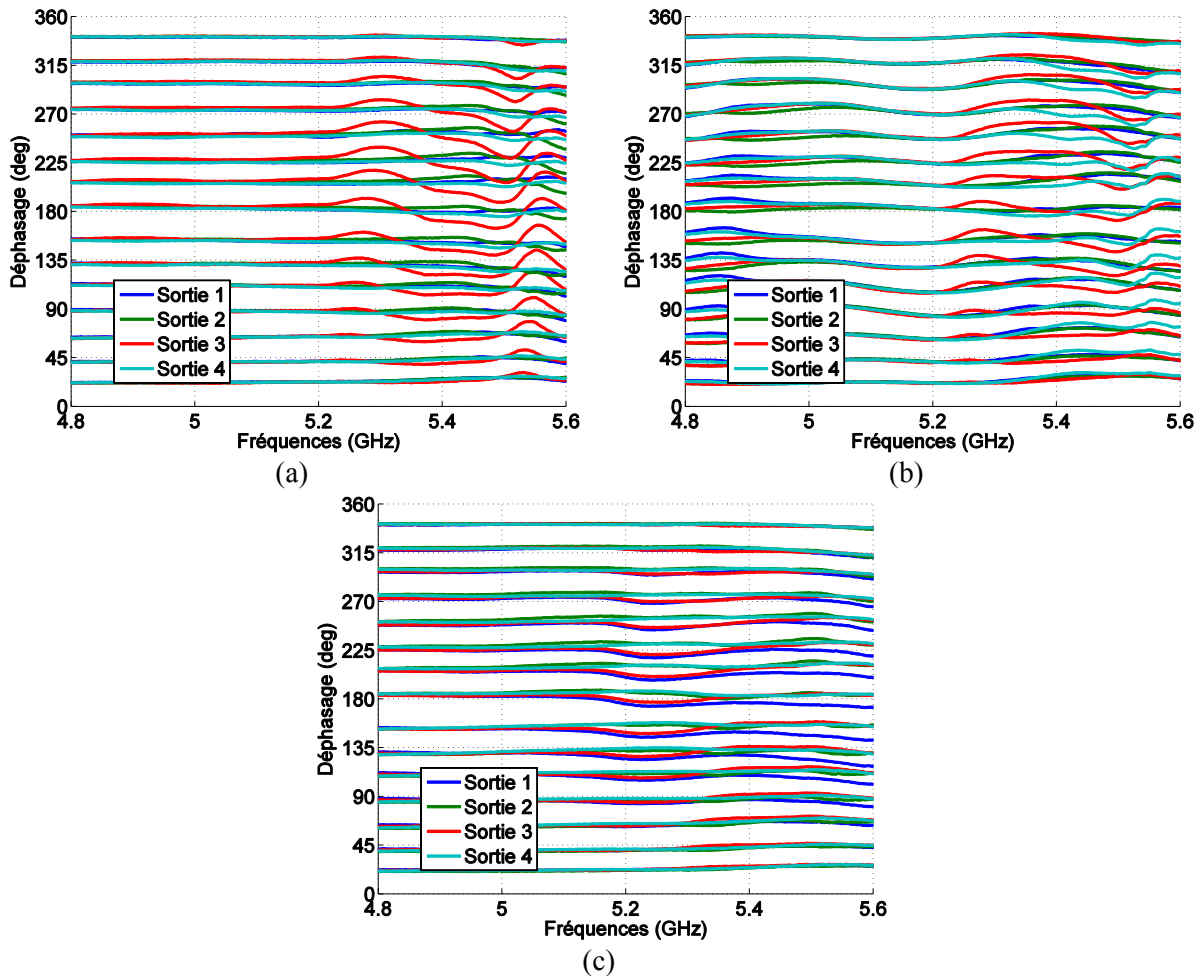 360
315
270
225
180
135
90
45
0
Déphasage (deg)
Sortie 1
Sortie 2
Sortie 3
Sortie 4
4.8 5 5.2 5.4 5.6
Fréquences (GHz)
(a)
360
315
270
225
180
135
90
45
0
Déphasage (deg)
Sortie 1
Sortie 2
Sortie 3
Sortie 4
4.8 5 5.2 5.4 5.6
Fréquences (GHz)
(b)
360
315
270
225
180
135
90
45
0
Déphasage (deg)
Sortie 1
Sortie 2
Sortie 3
Sortie 4
4.8 5 5.2 5.4 5.6
Fréquences (GHz)
(c)